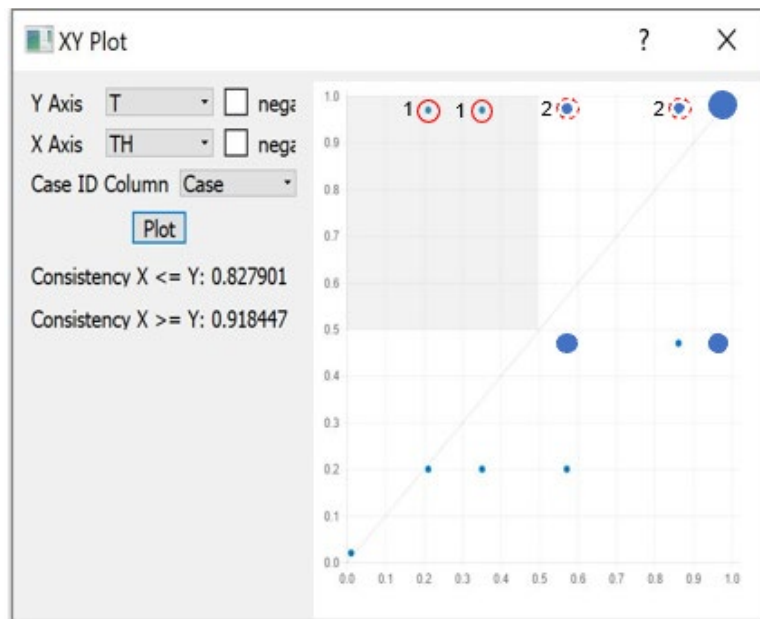 XY Plot ? X
Y Axis T nega
X Axis TH nega
Case ID Column Case
Plot
Consistency X <= Y: 0.827901
Consistency X >= Y: 0.918447
1 1 2 2
1.0
0.9
0.8
0.7
0.6
0.5
0.4
0.3
0.2
0.1
0.0
0.0 0.1 0.2 0.3 0.4 0.5 0.6 0.7 0.8 0.9 1.0